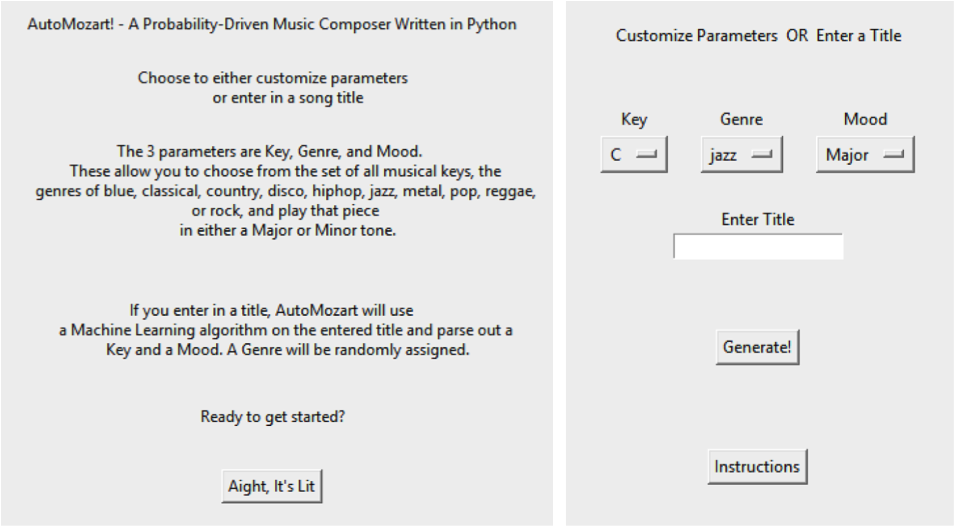 AutoMozart! - A Probability-Driven Music Composer Written in Python
Choose to either customize parameters
or enter in a song title
The 3 parameters are Key, Genre, and Mood.
These allow you to choose from the set of all musical keys, the
genres of blue, classical, country, disco, hiphop, jazz, metal, pop, reggae,
or rock, and play that piece
in either a Major or Minor tone.
If you enter in a title, AutoMozart will use
a Machine Learning algorithm on the entered title and parse out a
Key and a Mood. A Genre will be randomly assigned.
Ready to get started?
Aight, It's Lit
Customize Parameters OR Enter a Title
Key Genre Mood
C jazz Major
Enter Title
Generate!
Instructions